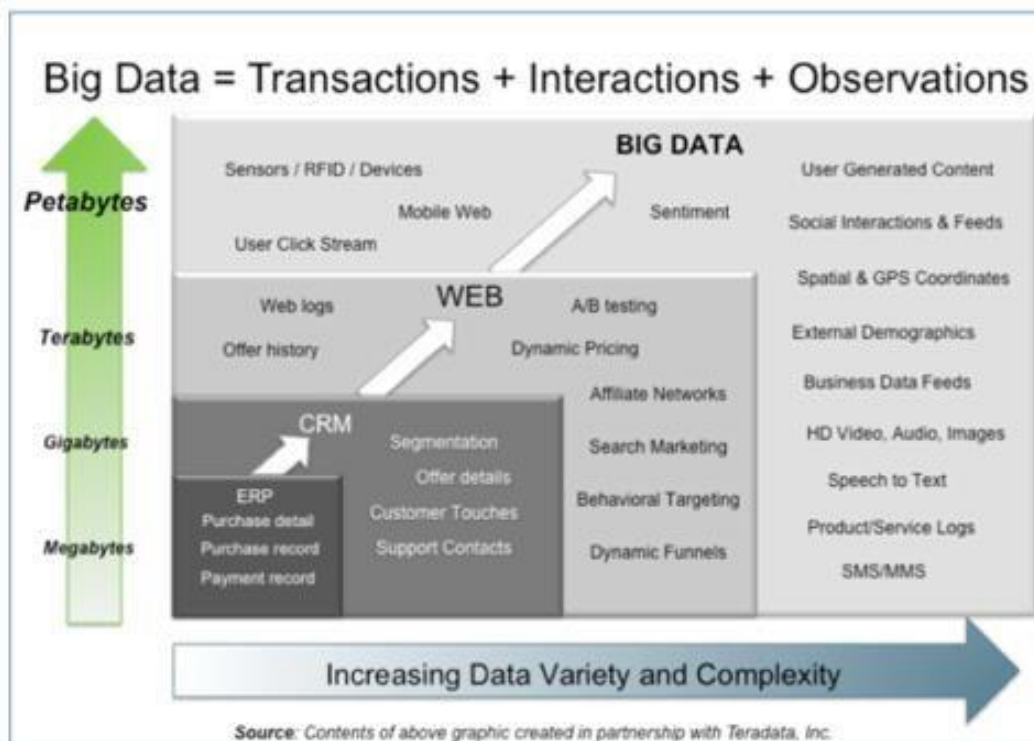 Big Data = Transactions + Interactions + Observations
Petabytes
Terabytes
Gigabytes
Megabytes
BIG DATA
Sensors / RFID / Devices
Mobile Web
Sentiment
User Click Stream
User Generated Content
Social Interactions & Feeds
Spatial & GPS Coordinates
External Demographics
Business Data Feeds
HD Video, Audio, Images
Speech to Text
Product/Service Logs
SMS/MMS
WEB
Web logs
Offer history
A/B testing
Dynamic Pricing
Affiliate Networks
Search Marketing
Behavioral Targeting
Dynamic Funnels
CRM
Segmentation
Offer details
Customer Touches
Support Contacts
ERP
Purchase detail
Purchase record
Payment record
Increasing Data Variety and Complexity
Source: Contents of above graphic created in partnership with Teradata, Inc.